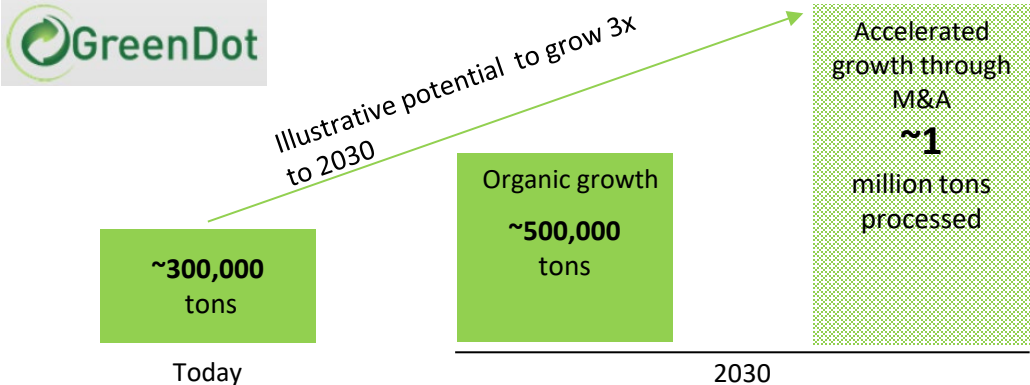 GreenDot
Illustrative potential to grow 3x
to 2030
Accelerated
growth through
M&A
~1
million tons
processed
Organic growth
~500,000
tons
~300,000
tons
Today
2030